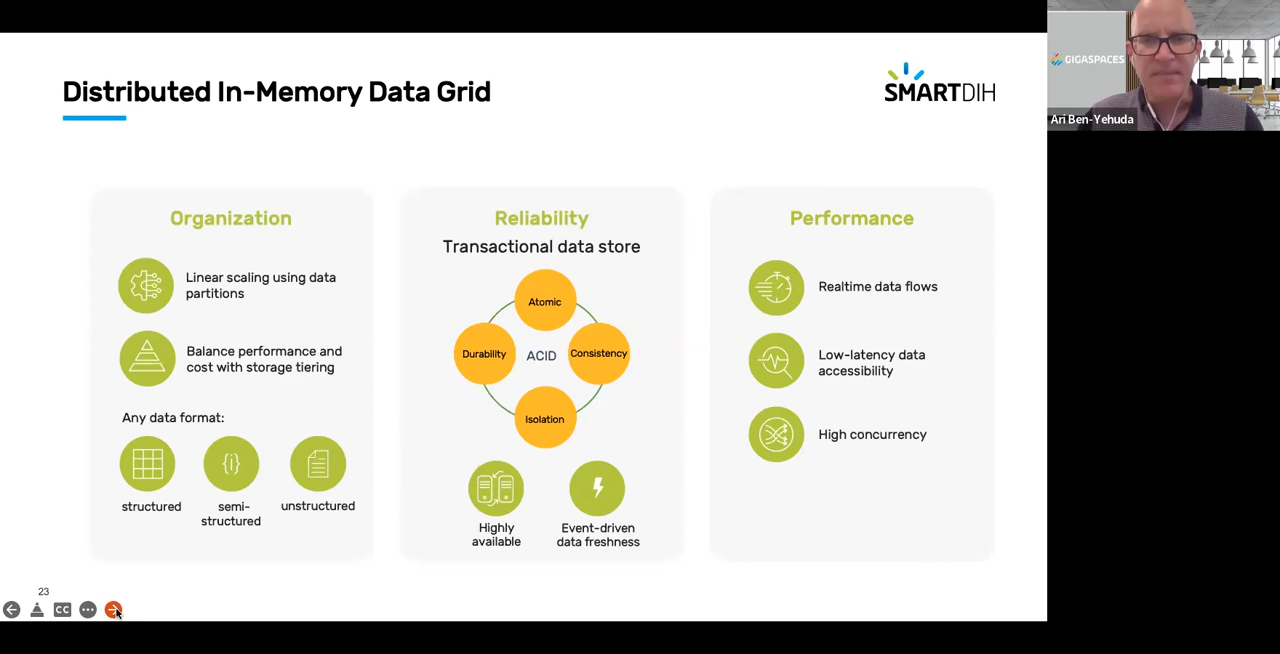 Distributed In-Memory Data Grid
SMARTDIH
GIGASPACES
Ari Ben-Yehuda
Organization
Linear scaling using data
partitions
Balance performance and
cost with storage tiering
Any data format:
structured
semi-
structured
unstructured
Reliability
Transactional data store
Atomic
Durability
ACID
Consistency
Isolation
Highly
available
Event-driven
data freshness
Performance
Realtime data flows
Low-latency data
accessibility
High concurrency
23
CC